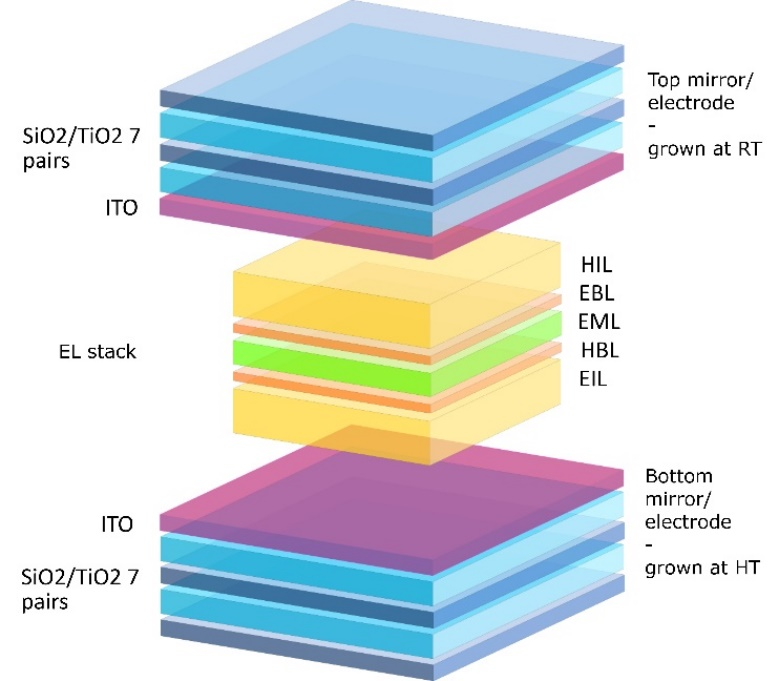 SiO2/TiO2 7
pairs
ITO
Top mirror/
electrode
-
grown at RT
EL stack
HIL
EBL
EML
HBL
EIL
ITO
SiO2/TiO2 7
pairs
Bottom
mirror/
electrode
-
grown at HT